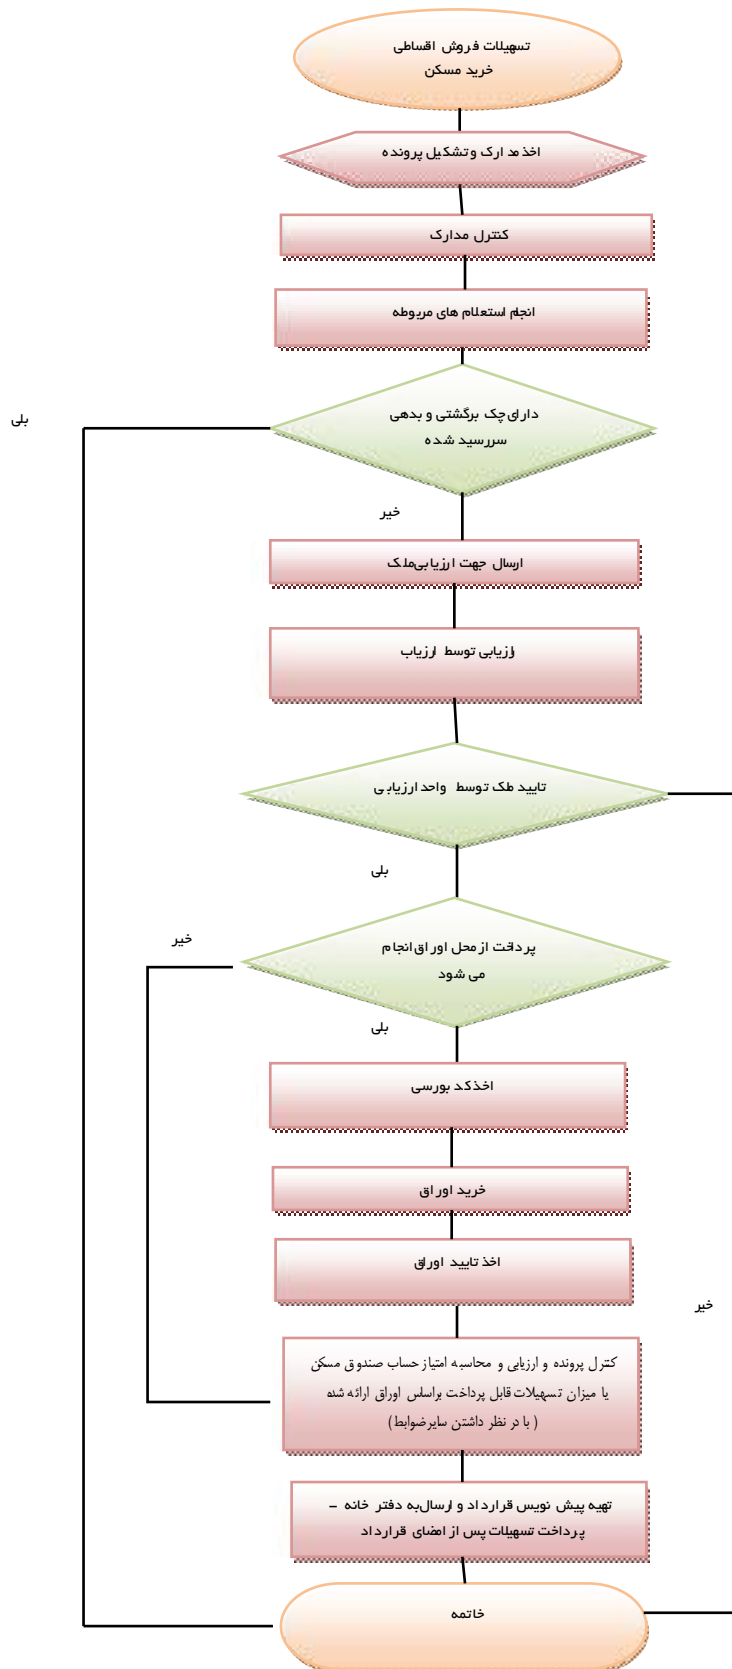 تسهیلات فروش اقساطی
خرید مسکن
اخذ مدارک و تشکیل پرونده
کنترل مدارک
انجام استعلام های مربوطه
بلی
دارای چک برگشتی و بدهی
سررسید شده
خیر
ارسال جهت ارزیابی ملک
ارزیابی توسط ارزیاب
تایید ملک توسط واحد ارزیابی
بلی
خیر
پرداخت از محل اوراق انجام
می شود
بلی
اخذ کد بورسی
خرید اوراق
اخذ تایید اوراق
خیر
کنترل پرونده و ارزیابی و محاسبه امتیاز حساب صندوق مسکن
یا میزان تسهیلات قابل پرداخت براساس اوراق ارائه شده
( با در نظر داشتن سایر ضوابط)
تهیه پیش نویس قرارداد و ارسال به دفتر خانه –
پرداخت تسهیلات پس از امضای قرارداد
خاتمه